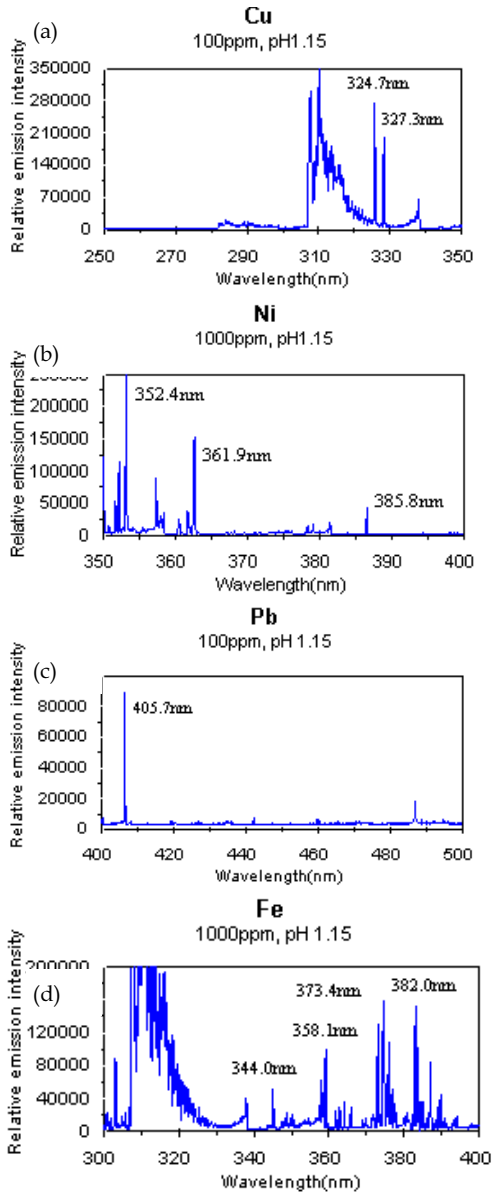 Cu
(a)
100ppm, pH1.15
Relative emission intensity
350000
280000
210000
140000
70000
0
324.7nm
327.3nm
250 270 290 310 330 350
Wavelength(nm)
Ni
(b)
1000ppm, pH1.15
Relative emission intensity
200000
150000
100000
50000
0
352.4nm
361.9nm
385.8nm
350 360 370 380 390 400
Wavelength(nm)
Pb
100ppm, pH 1.15
(c)
Relative emission intensity
80000
60000
40000
20000
0
405.7nm
400 420 440 460 480 500
Wavelength(nm)
Fe
1000ppm, pH 1.15
(d)
Relative emission intensity
200000
160000
120000
80000
40000
0
373.4nm
382.0nm
358.1nm
344.0nm
300 320 340 360 380 400
Wavelength(nm)